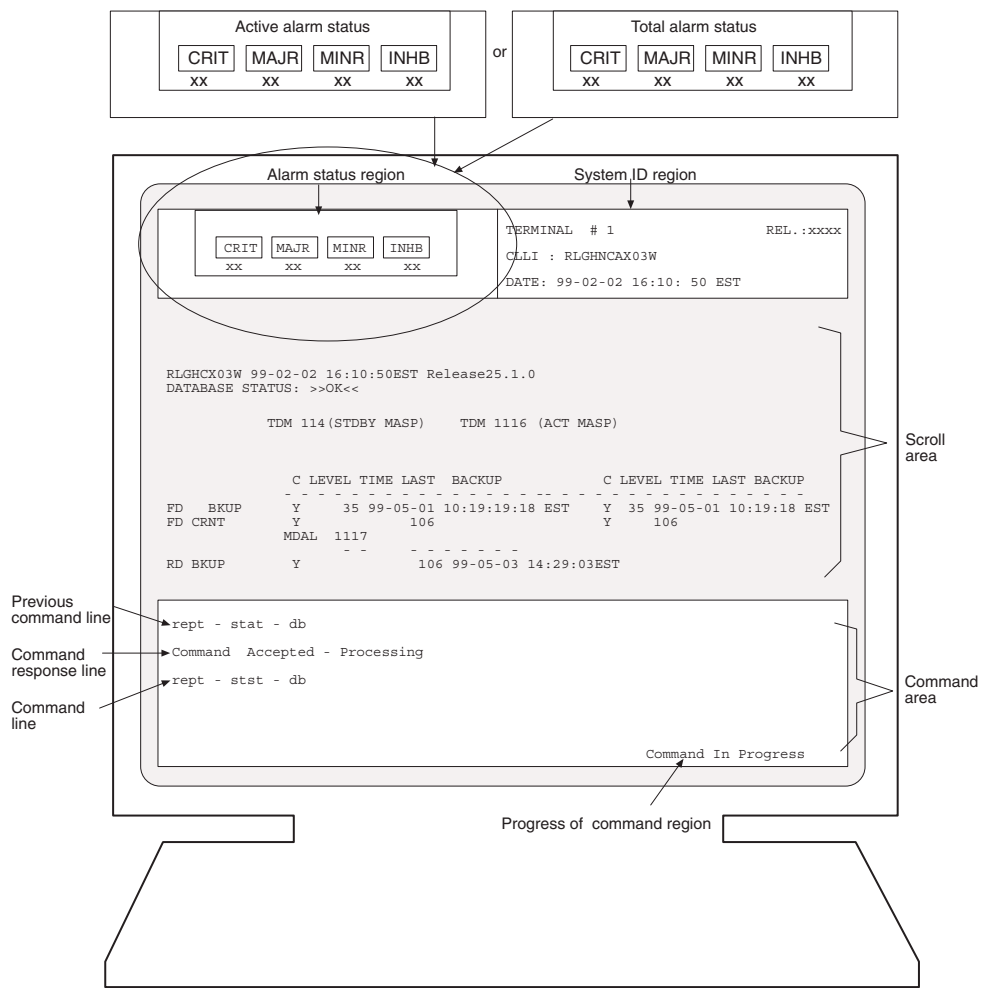 Active alarm status
CRIT MAJR MINR INHB
xx xx xx xx
or
Total alarm status
CRIT MAJR MINR INHB
xx xx xx xx
Alarm status region
System ID region
CRIT MAJR MINR INHB
xx xx xx xx
TERMINAL # 1 REL.:xxxx
CLLI : RLGHNCAX03W
DATE: 99-02-02 16:10: 50 EST
RLGHCX03W 99-02-02 16:10:50EST Release25.1.0
DATABASE STATUS: >>OK<<
TDM 114(STDBY MASP) TDM 1116 (ACT MASP)
C LEVEL TIME LAST BACKUP C LEVEL TIME LAST BACKUP
- - - - - - - - - - - - - - - - -- - - - - - - - - - - - - - - - -
FD BKUP Y 35 99-05-01 10:19:19:18 EST Y 35 99-05-01 10:19:18 EST
FD CRNT Y 106 Y 106
MDAL 1117
- - - - - - - - -
RD BKUP Y 106 99-05-03 14:29:03EST
Scroll
area
Previous
command line
rept - stat - db
Command
response line
Command Accepted - Processing
Command
line
rept - stst - db
Command
area
Command In Progress
Progress of command region